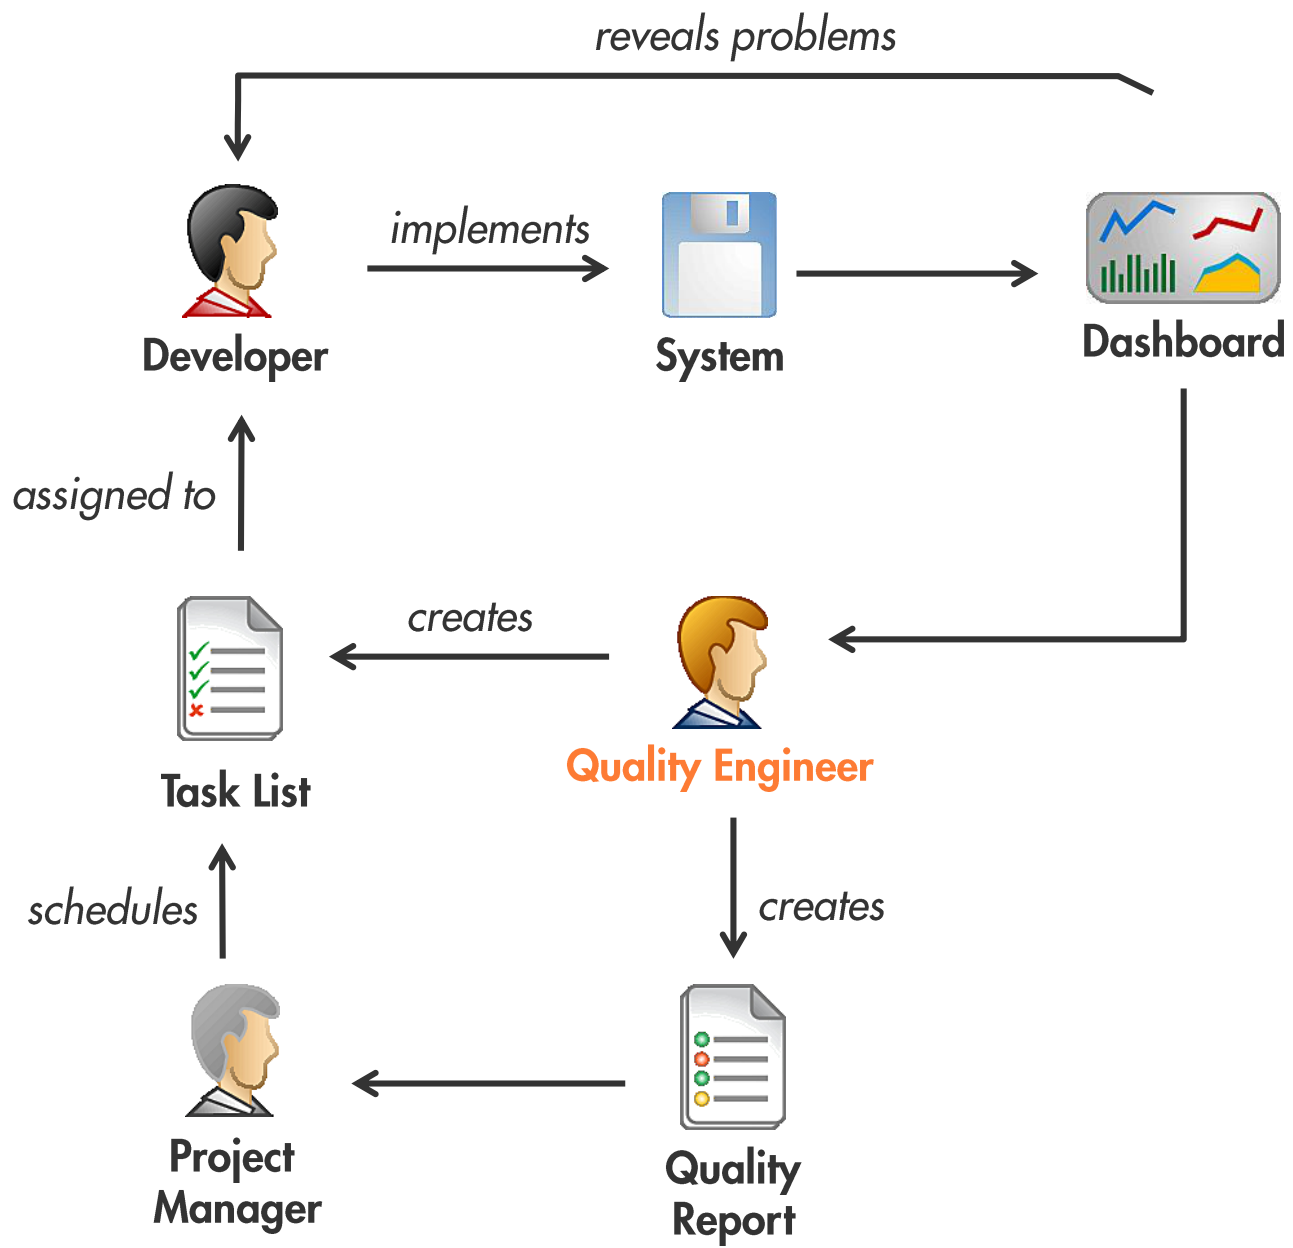 reveals problems
implements
Developer
System
Dashboard
assigned to
creates
Task List
Quality Engineer
schedules
creates
Project
Manager
Quality
Report